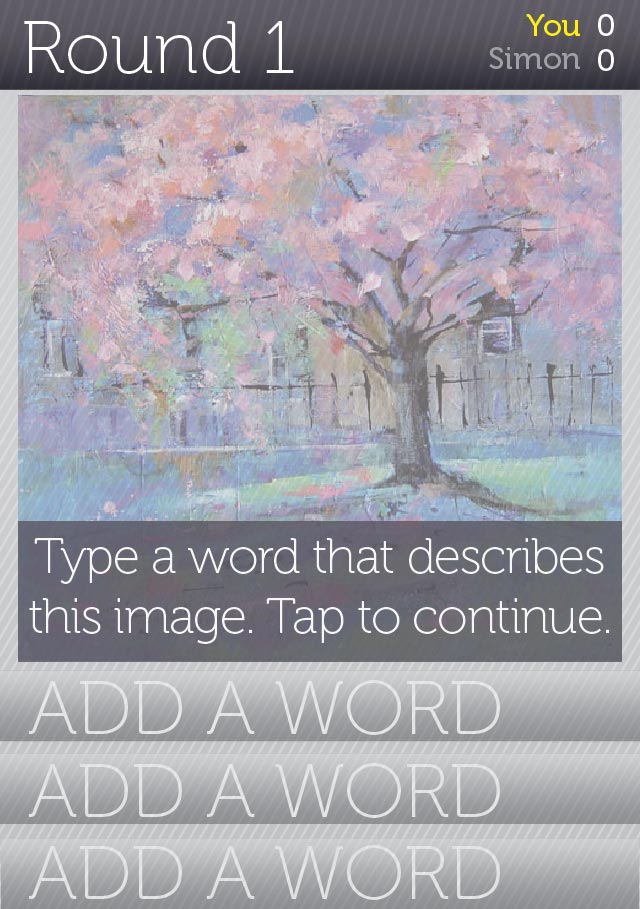 Round 1
You 0
Simon 0
Type a word that describes
this image. Tap to continue.
ADD A WORD
ADD A WORD
ADD A WORD